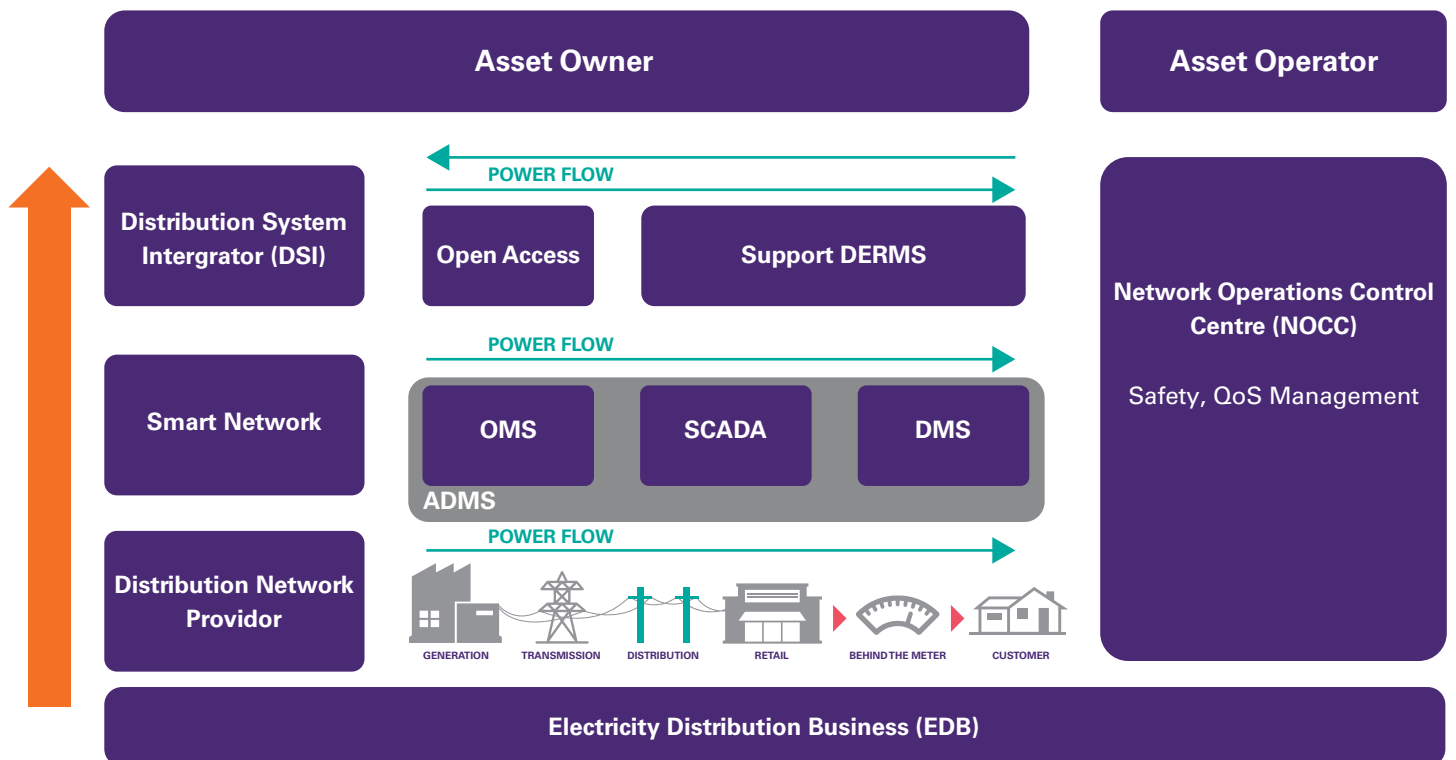 Asset Owner
Asset Operator
Distribution System
Intergrator (DSI)
POWER FLOW
Open Access
Support DERMS
Network Operations Control
Centre (NOCC)
Safety, QoS Management
Smart Network
POWER FLOW
OMS
SCADA
DMS
ADMS
Distribution Network
Providor
POWER FLOW
GENERATION
TRANSMISSION
DISTRIBUTION
RETAIL
BEHIND THE METER
CUSTOMER
Electricity Distribution Business (EDB)